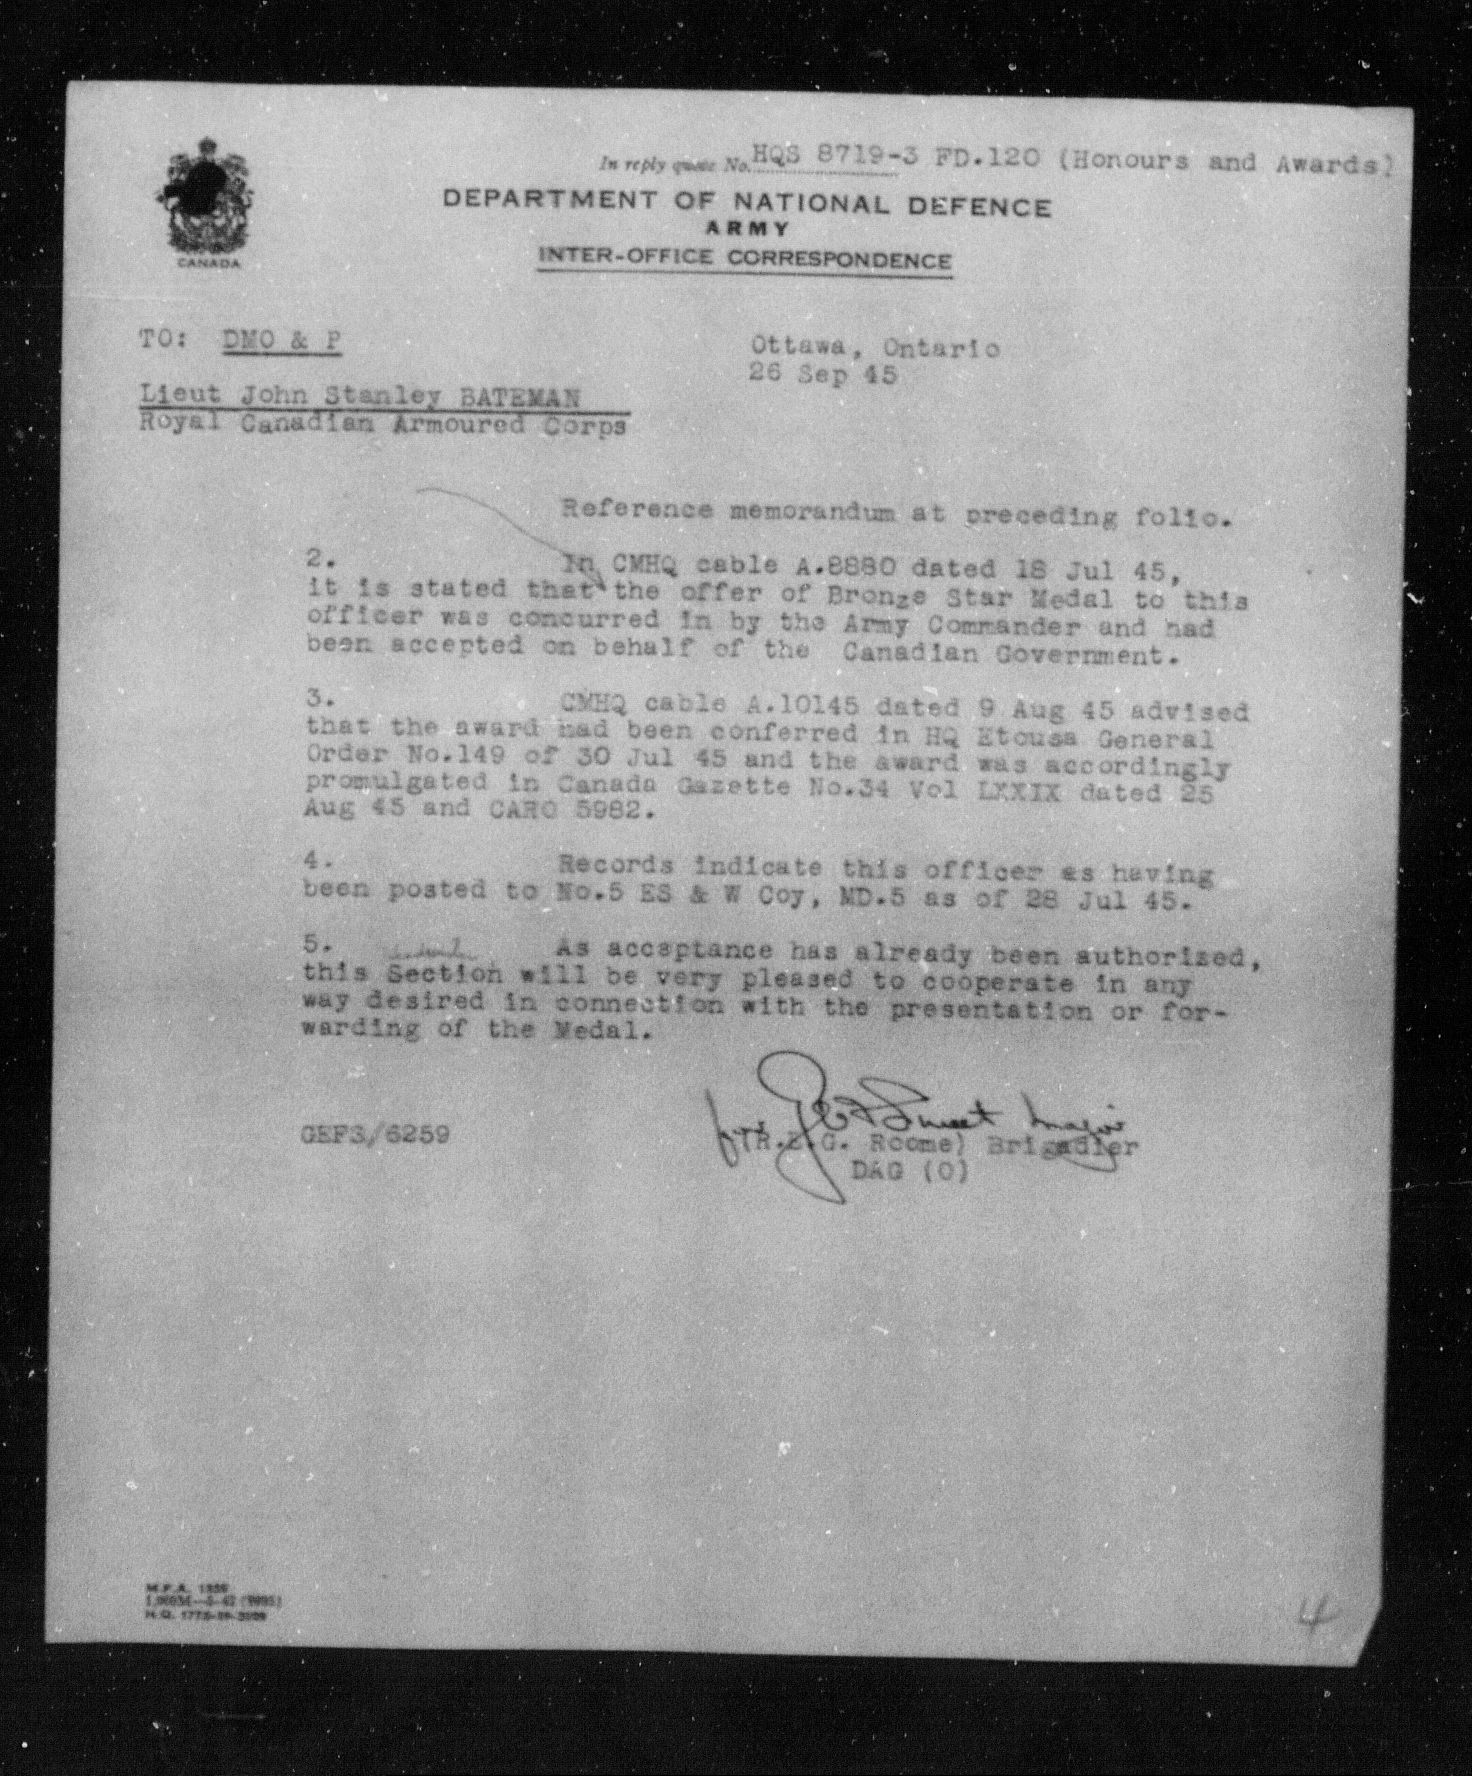 In reply quote No. HQS 8719-3 FD.120 (Honours and Awards)
CANADA
DEPARTMENT OF NATIONAL DEFENCE
ARMY
INTER-OFFICE CORRESPONDENCE
TO: DMO & P
Ottawa, Ontario
26 Sep 45
Lieut John Stanley BATEMAN
Royal Canadian Armoured Corps
Reference memorandum at preceding folio.
2. In CMHQ cable A.8880 dated 18 Jul 45,
it is stated that the offer of Bronze Star Medal to this
officer was concurred in by the Army Commander and had
been accepted on behalf of the Canadian Government.
3. CMHQ cable A.10145 dated 9 Aug 45 advised
that the award had been conferred in HQ Etousa General
Order No.149 of 30 Jul 45 and the award was accordingly
promulgated in Canada Gazette No.34 Vol LXXIX dated 25
Aug 45 and CARO 5982.
4. Records indicate this officer as having
been posted to No.5 ES & W Coy, MD.5 as of 28 Jul 45.
5. As acceptance has already been authorized,
this Section will be very pleased to cooperate in any
way desired in connection with the presentation or for-
warding of the Medal.
for Sweet Major
GEF3/6259
(R.E.G. Roome) Brigadier
DAG (O)
M.F.A.
H.Q.
4